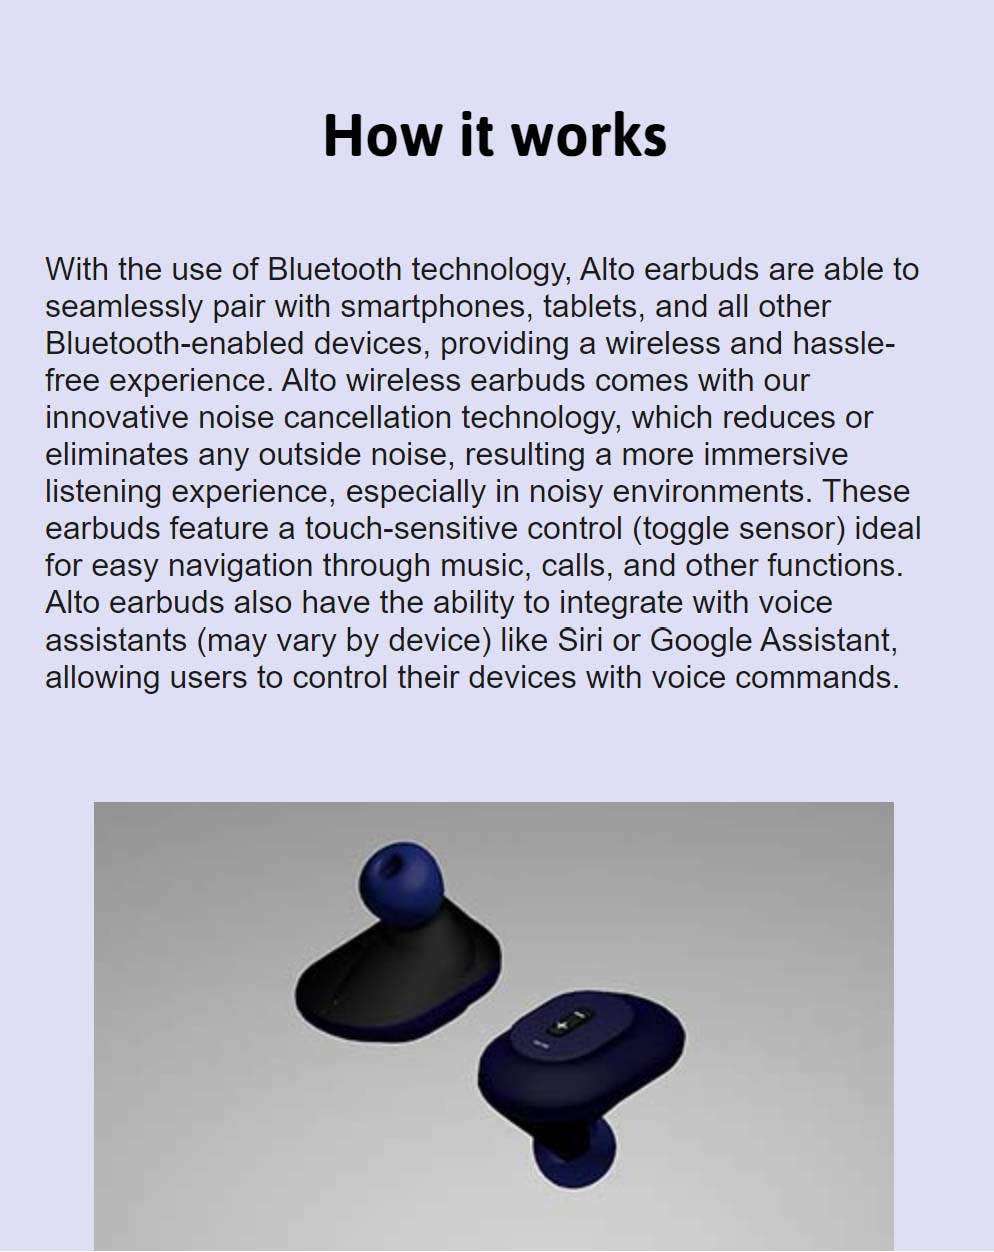 How it works
With the use of Bluetooth technology, Alto earbuds are able to
seamlessly pair with smartphones, tablets, and all other
Bluetooth-enabled devices, providing a wireless and hassle-
free experience. Alto wireless earbuds comes with our
innovative noise cancellation technology, which reduces or
eliminates any outside noise, resulting a more immersive
listening experience, especially in noisy environments. These
earbuds feature a touch-sensitive control (toggle sensor) ideal
for easy navigation through music, calls, and other functions.
Alto earbuds also have the ability to integrate with voice
assistants (may vary by device) like Siri or Google Assistant,
allowing users to control their devices with voice commands.